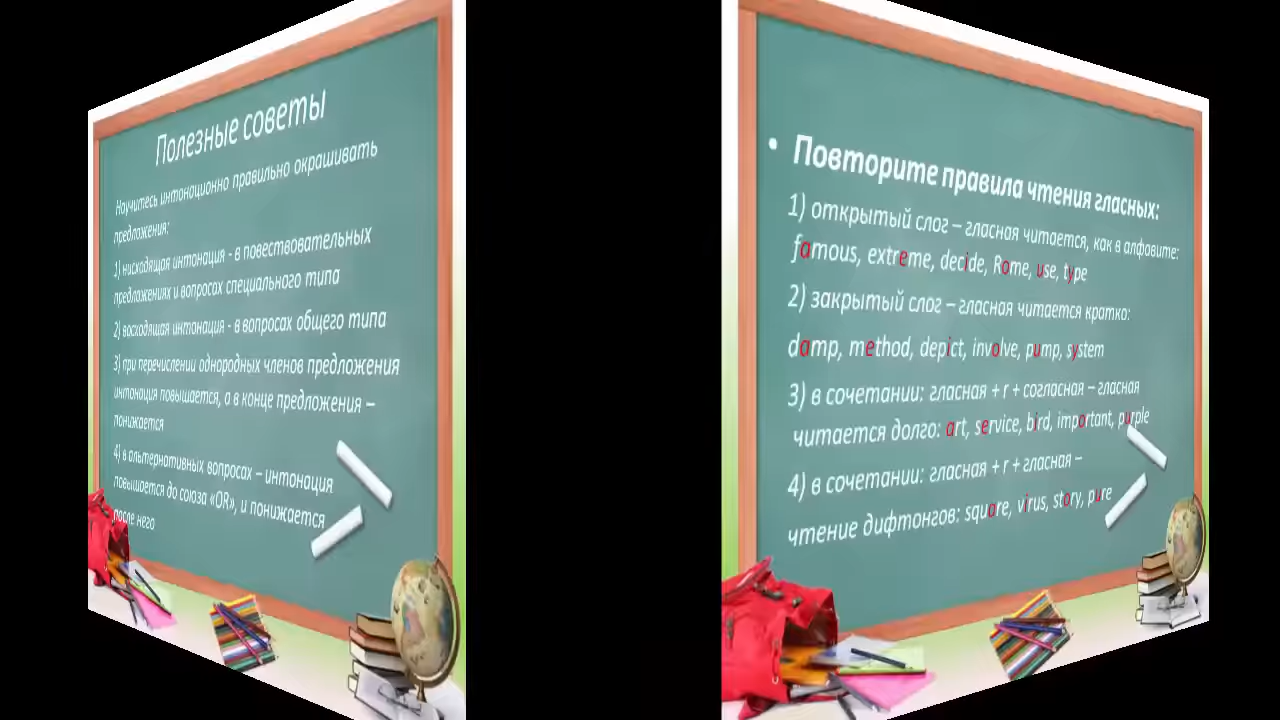 Полезные советы
Научитесь интонационно правильно окрашивать
предложения:
1) нисходящая интонация - в повествовательных
предложениях и вопросах специального типа
2) восходящая интонация - в вопросах общего типа
3) при перечислении однородных членов предложения
интонация повышается, а в конце предложения –
понижается
4) в альтернативных вопросах – интонация
повышается до союза «OR», и понижается
после него
• Повторите правила чтения гласных:
1) открытый слог – гласная читается, как в алфавите:
famous, extreme, decide, Rome, use, type
2) закрытый слог – гласная читается кратко:
damp, method, depict, involve, pump, system
3) в сочетании: гласная + r + согласная – гласная
читается долго: art, service, bird, important, purple
4) в сочетании: гласная + r + гласная –
чтение дифтонгов: square, virus, story, pure